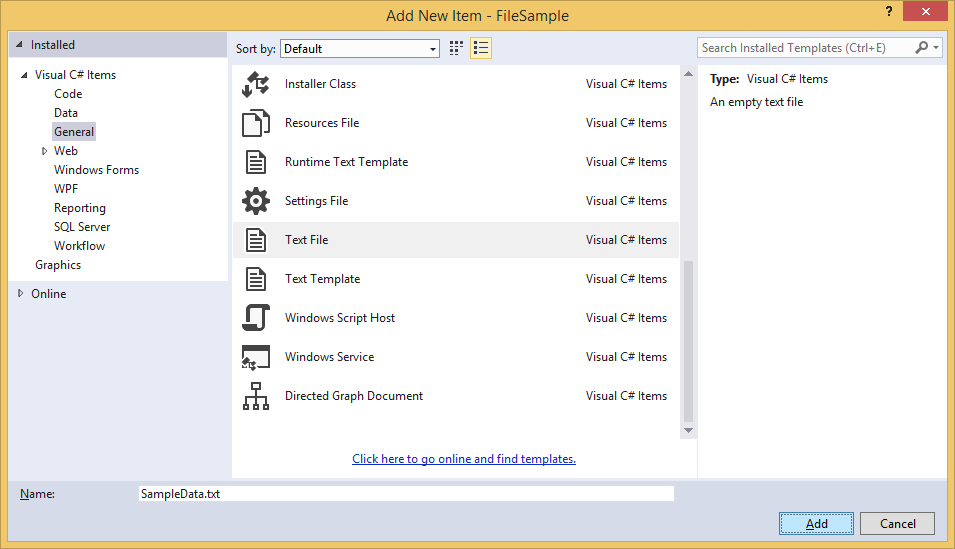 Add New Item - FileSample
?
Installed
Sort by: Default
Search Installed Templates (Ctrl+E)
Visual C# Items
Code
Data
General
Web
Windows Forms
WPF
Reporting
SQL Server
Workflow
Graphics
Online
Installer Class Visual C# Items
Resources File Visual C# Items
Runtime Text Template Visual C# Items
Settings File Visual C# Items
Text File Visual C# Items
Text Template Visual C# Items
Windows Script Host Visual C# Items
Windows Service Visual C# Items
Directed Graph Document Visual C# Items
Click here to go online and find templates.
Type: Visual C# Items
An empty text file
Name: SampleData.txt
Add Cancel